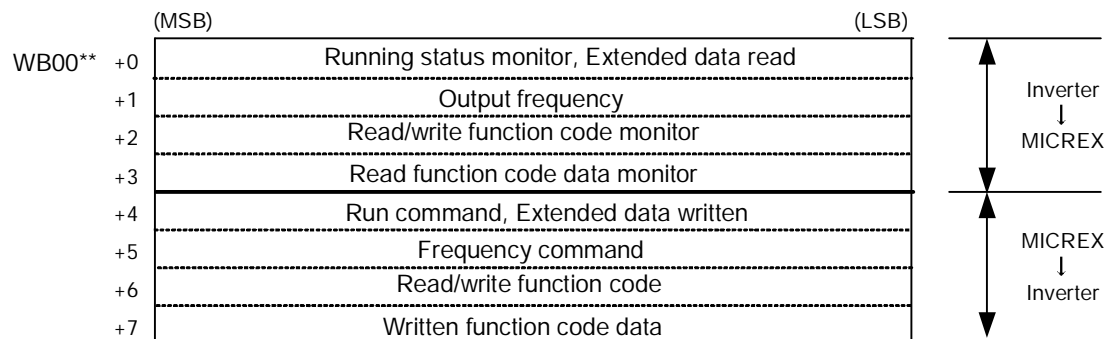 (MSB) (LSB)
WB00** +0 Running status monitor, Extended data read
+1 Output frequency
+2 Read/write function code monitor
+3 Read function code data monitor
Inverter
↓
MICREX
+4 Run command, Extended data written
+5 Frequency command
+6 Read/write function code
+7 Written function code data
MICREX
↓
Inverter